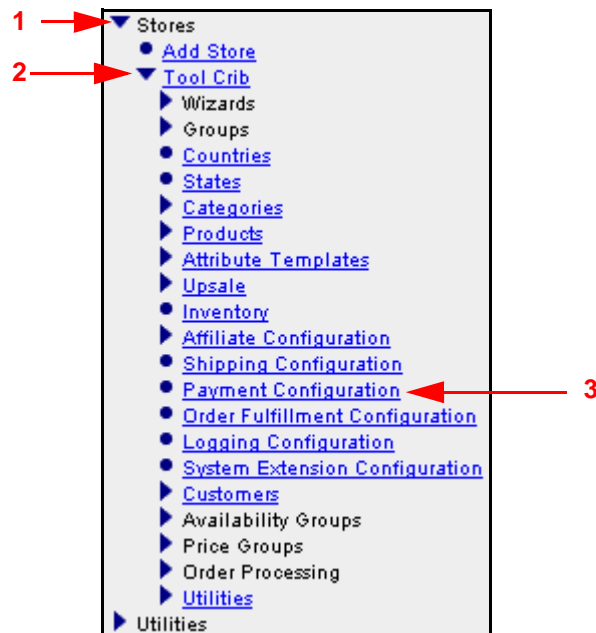 1 Stores
Add Store
2 Tool Crib
Wizards
Groups
Countries
States
Categories
Products
Attribute Templates
Upsale
Inventory
Affiliate Configuration
Shipping Configuration
Payment Configuration 3
Order Fulfillment Configuration
Logging Configuration
System Extension Configuration
Customers
Availability Groups
Price Groups
Order Processing
Utilities
Utilities